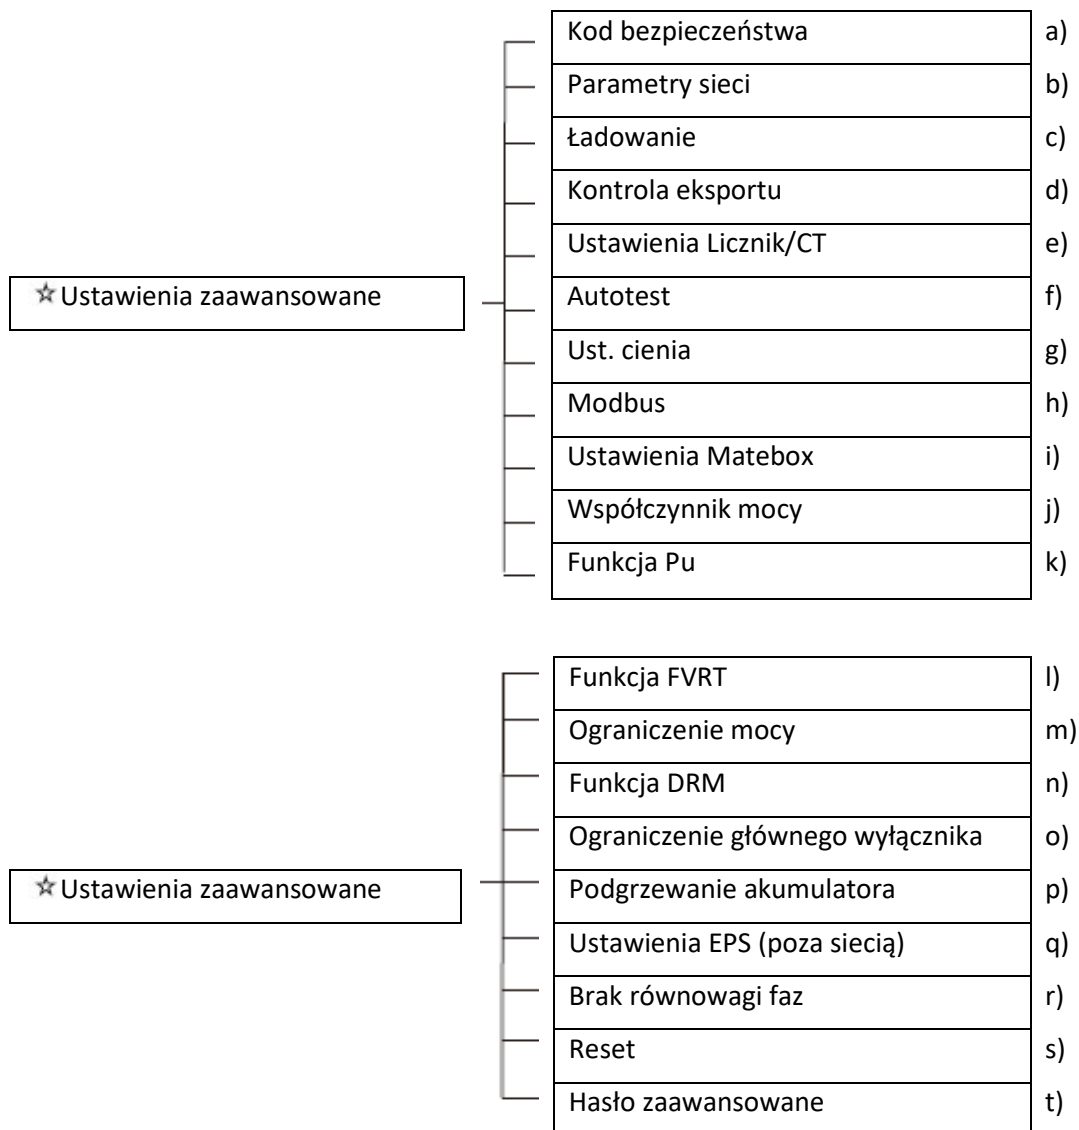 Kod bezpieczeństwa a)
Parametry sieci b)
Ładowanie c)
Kontrola eksportu d)
Ustawienia Licznik/CT e)
☆ Ustawienia zaawansowane Autotest f)
Ust. cienia g)
Modbus h)
Ustawienia Matebox i)
Współczynnik mocy j)
Funkcja Pu k)
Funkcja FVRT l)
Ograniczenie mocy m)
Funkcja DRM n)
Ograniczenie głównego wyłącznika o)
☆ Ustawienia zaawansowane Podgrzewanie akumulatora p)
Ustawienia EPS (poza siecią) q)
Brak równowagi faz r)
Reset s)
Hasło zaawansowane t)